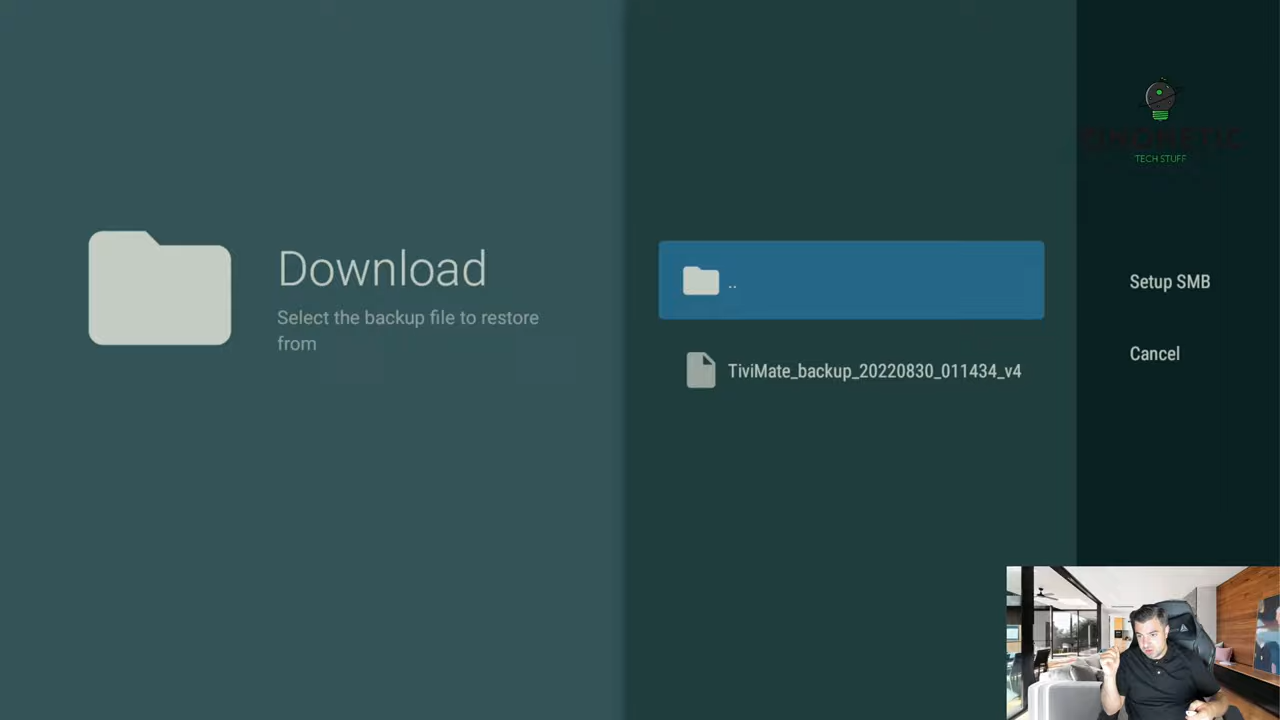 Download
Select the backup file to restore
from
..
TiviMate_backup_20220830_011434_v4
TECH STUFF
Setup SMB
Cancel